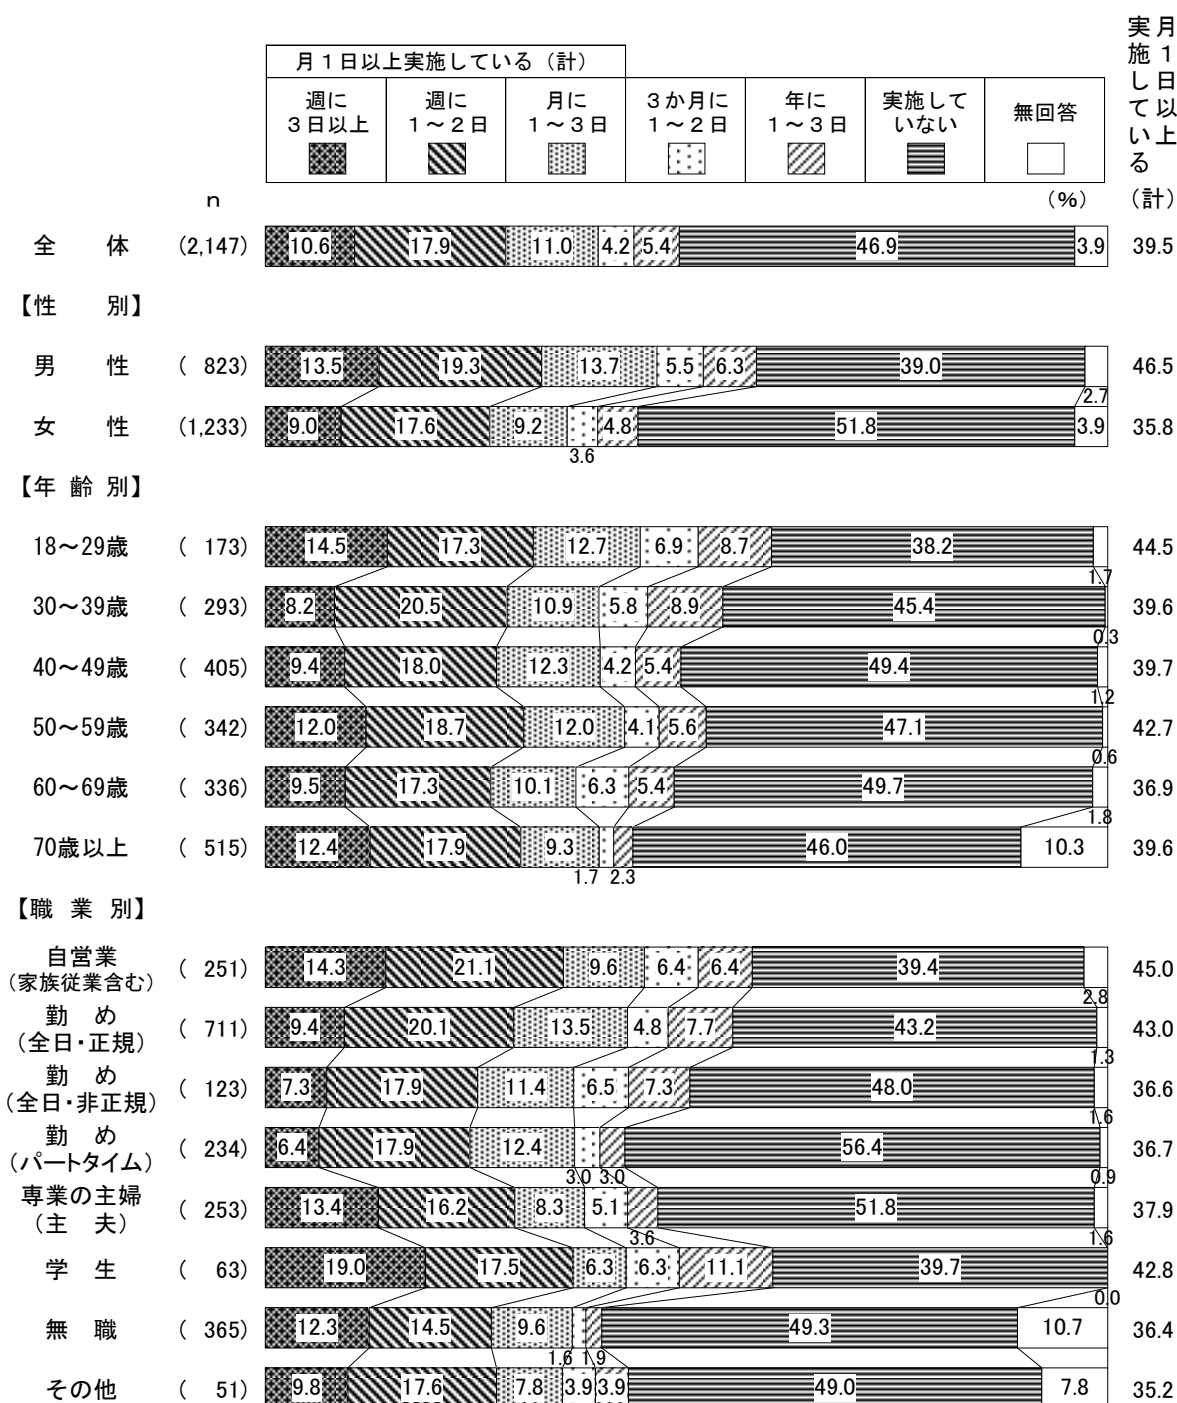 月１日以上実施している（計）
月１日以上実施している（計）
週に３日以上
週に１～２日
月に１～３日
３か月に１～２日
年に１～３日
実施していない
無回答
n （％）
全　体 （2,147） 10.6 17.9 11.0 4.2 5.4 46.9 3.9 39.5
【性　別】
男　性 （ 823） 13.5 19.3 13.7 5.5 6.3 39.0 2.7 46.5
女　性 （1,233） 9.0 17.6 9.2 3.6 4.8 51.8 3.9 35.8
【年 齢 別】
18～29歳 （ 173） 14.5 17.3 12.7 6.9 8.7 38.2 1.7 44.5
30～39歳 （ 293） 8.2 20.5 10.9 5.8 8.9 45.4 0.3 39.6
40～49歳 （ 405） 9.4 18.0 12.3 4.2 5.4 49.4 1.2 39.7
50～59歳 （ 342） 12.0 18.7 12.0 4.1 5.6 47.1 0.6 42.7
60～69歳 （ 336） 9.5 17.3 10.1 6.3 5.4 49.7 1.8 36.9
70歳以上 （ 515） 12.4 17.9 9.3 1.7 2.3 46.0 10.3 39.6
【職 業 別】
自営業
（家族従業含む） （ 251） 14.3 21.1 9.6 6.4 6.4 39.4 2.8 45.0
勤　め
（全日・正規） （ 711） 9.4 20.1 13.5 4.8 7.7 43.2 1.3 43.0
勤　め
（全日・非正規） （ 123） 7.3 17.9 11.4 6.5 7.3 48.0 1.6 36.6
勤　め
（パートタイム） （ 234） 6.4 17.9 12.4 3.0 3.0 56.4 0.9 36.7
専業の主婦
（主　夫） （ 253） 13.4 16.2 8.3 5.1 3.6 51.8 1.6 37.9
学　生 （ 63） 19.0 17.5 6.3 6.3 11.1 39.7 0.0 42.8
無　職 （ 365） 12.3 14.5 9.6 1.6 1.9 49.3 10.7 36.4
その他 （ 51） 9.8 17.6 7.8 3.9 3.9 49.0 7.8 35.2